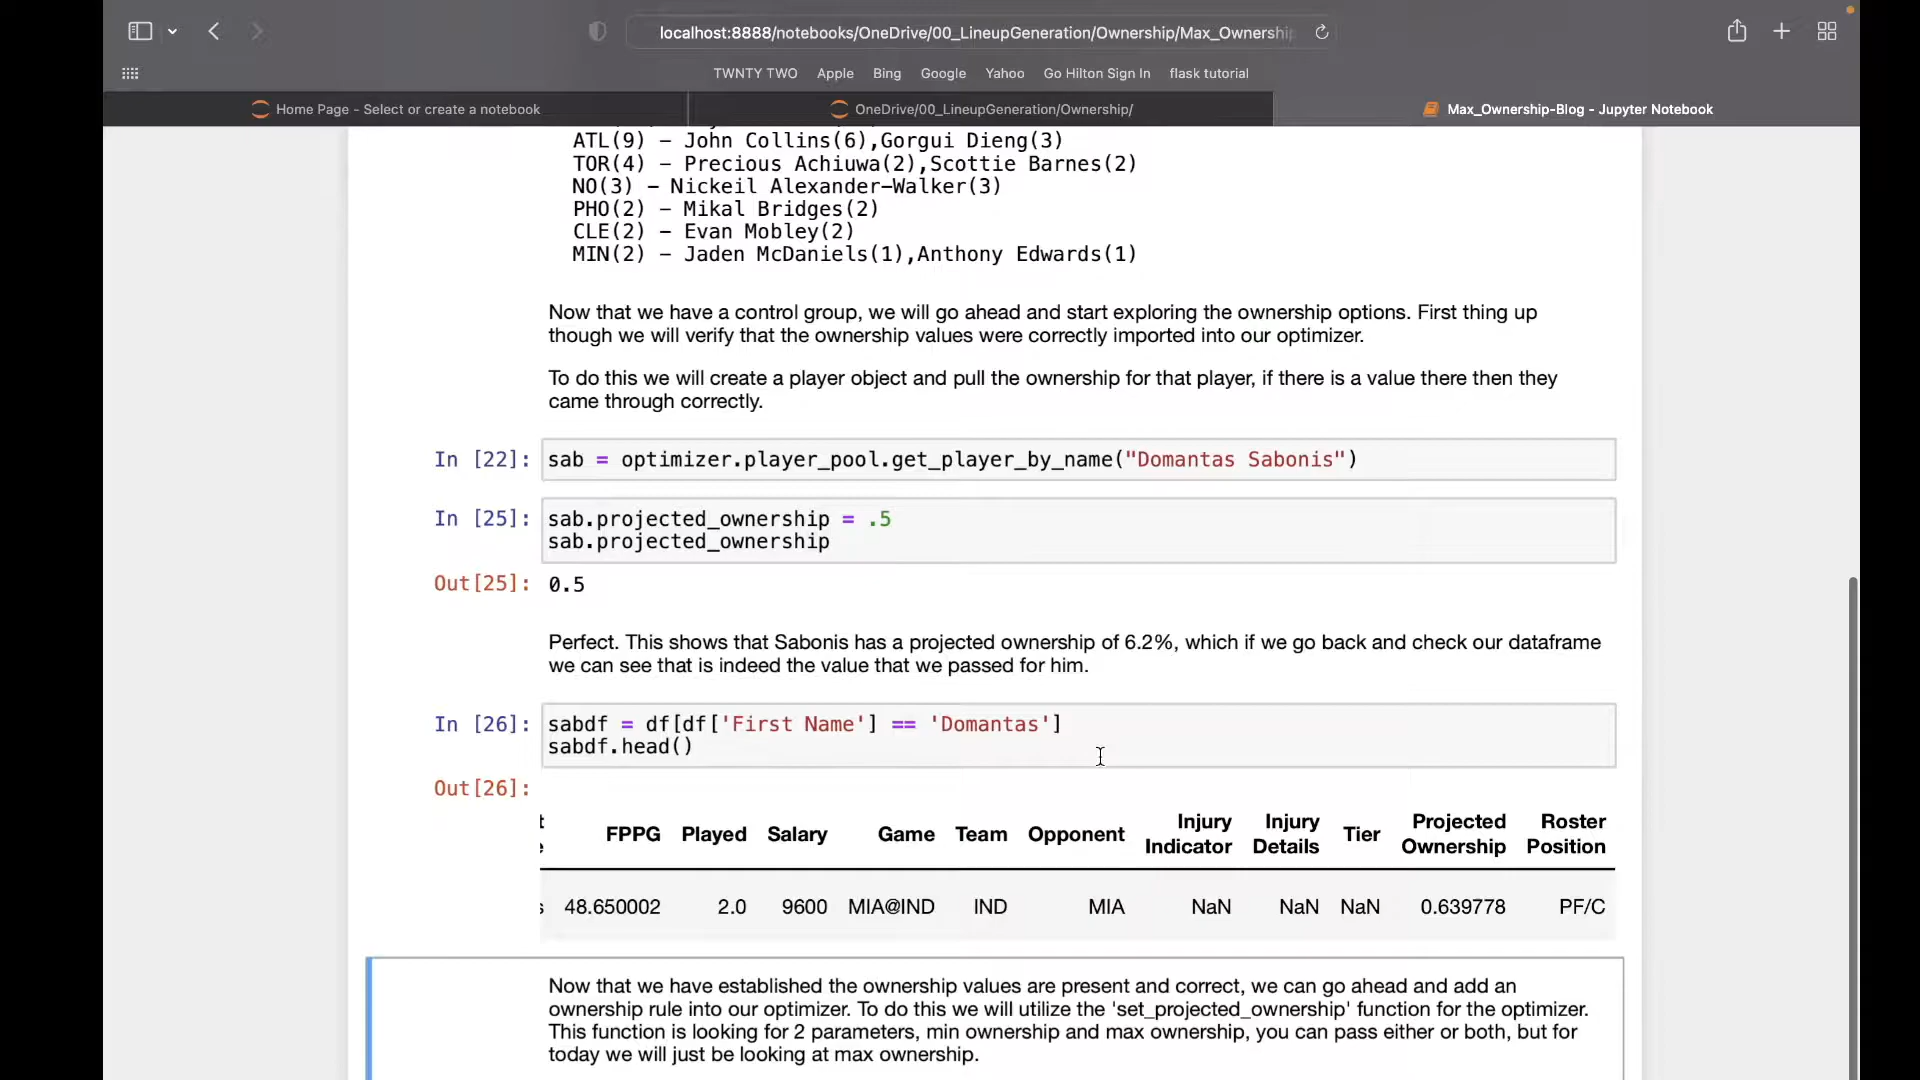 localhost:8888/notebooks/OneDrive/00_LineupGeneration/Ownership/Max_Ownershi
TWNTY TWO Apple Bing Google Yahoo Go Hilton Sign In flask tutorial
Home Page - Select or create a notebook OneDrive/00_LineupGeneration/Ownership/ Max_Ownership-Blog - Jupyter Notebook
ATL(9) – John Collins(6),Gorgui Dieng(3)
TOR(4) – Precious Achiuwa(2),Scottie Barnes(2)
NO(3) – Nickeil Alexander-Walker(3)
PHO(2) – Mikal Bridges(2)
CLE(2) – Evan Mobley(2)
MIN(2) – Jaden McDaniels(1),Anthony Edwards(1)
Now that we have a control group, we will go ahead and start exploring the ownership options. First thing up
though we will verify that the ownership values were correctly imported into our optimizer.
To do this we will create a player object and pull the ownership for that player, if there is a value there then they
came through correctly.
In [22]: sab = optimizer.player_pool.get_player_by_name("Domantas Sabonis")
In [25]: sab.projected_ownership = .5
sab.projected_ownership
Out[25]: 0.5
Perfect. This shows that Sabonis has a projected ownership of 6.2%, which if we go back and check our dataframe
we can see that is indeed the value that we passed for him.
In [26]: sabdf = df[df['First Name'] == 'Domantas']
sabdf.head()
Out[26]:
FPPG Played Salary Game Team Opponent Injury Indicator Injury Details Tier Projected Ownership Roster Position
48.650002 2.0 9600 MIA@IND IND MIA NaN NaN NaN 0.639778 PF/C
Now that we have established the ownership values are present and correct, we can go ahead and add an
ownership rule into our optimizer. To do this we will utilize the 'set_projected_ownership' function for the optimizer.
This function is looking for 2 parameters, min ownership and max ownership, you can pass either or both, but for
today we will just be looking at max ownership.